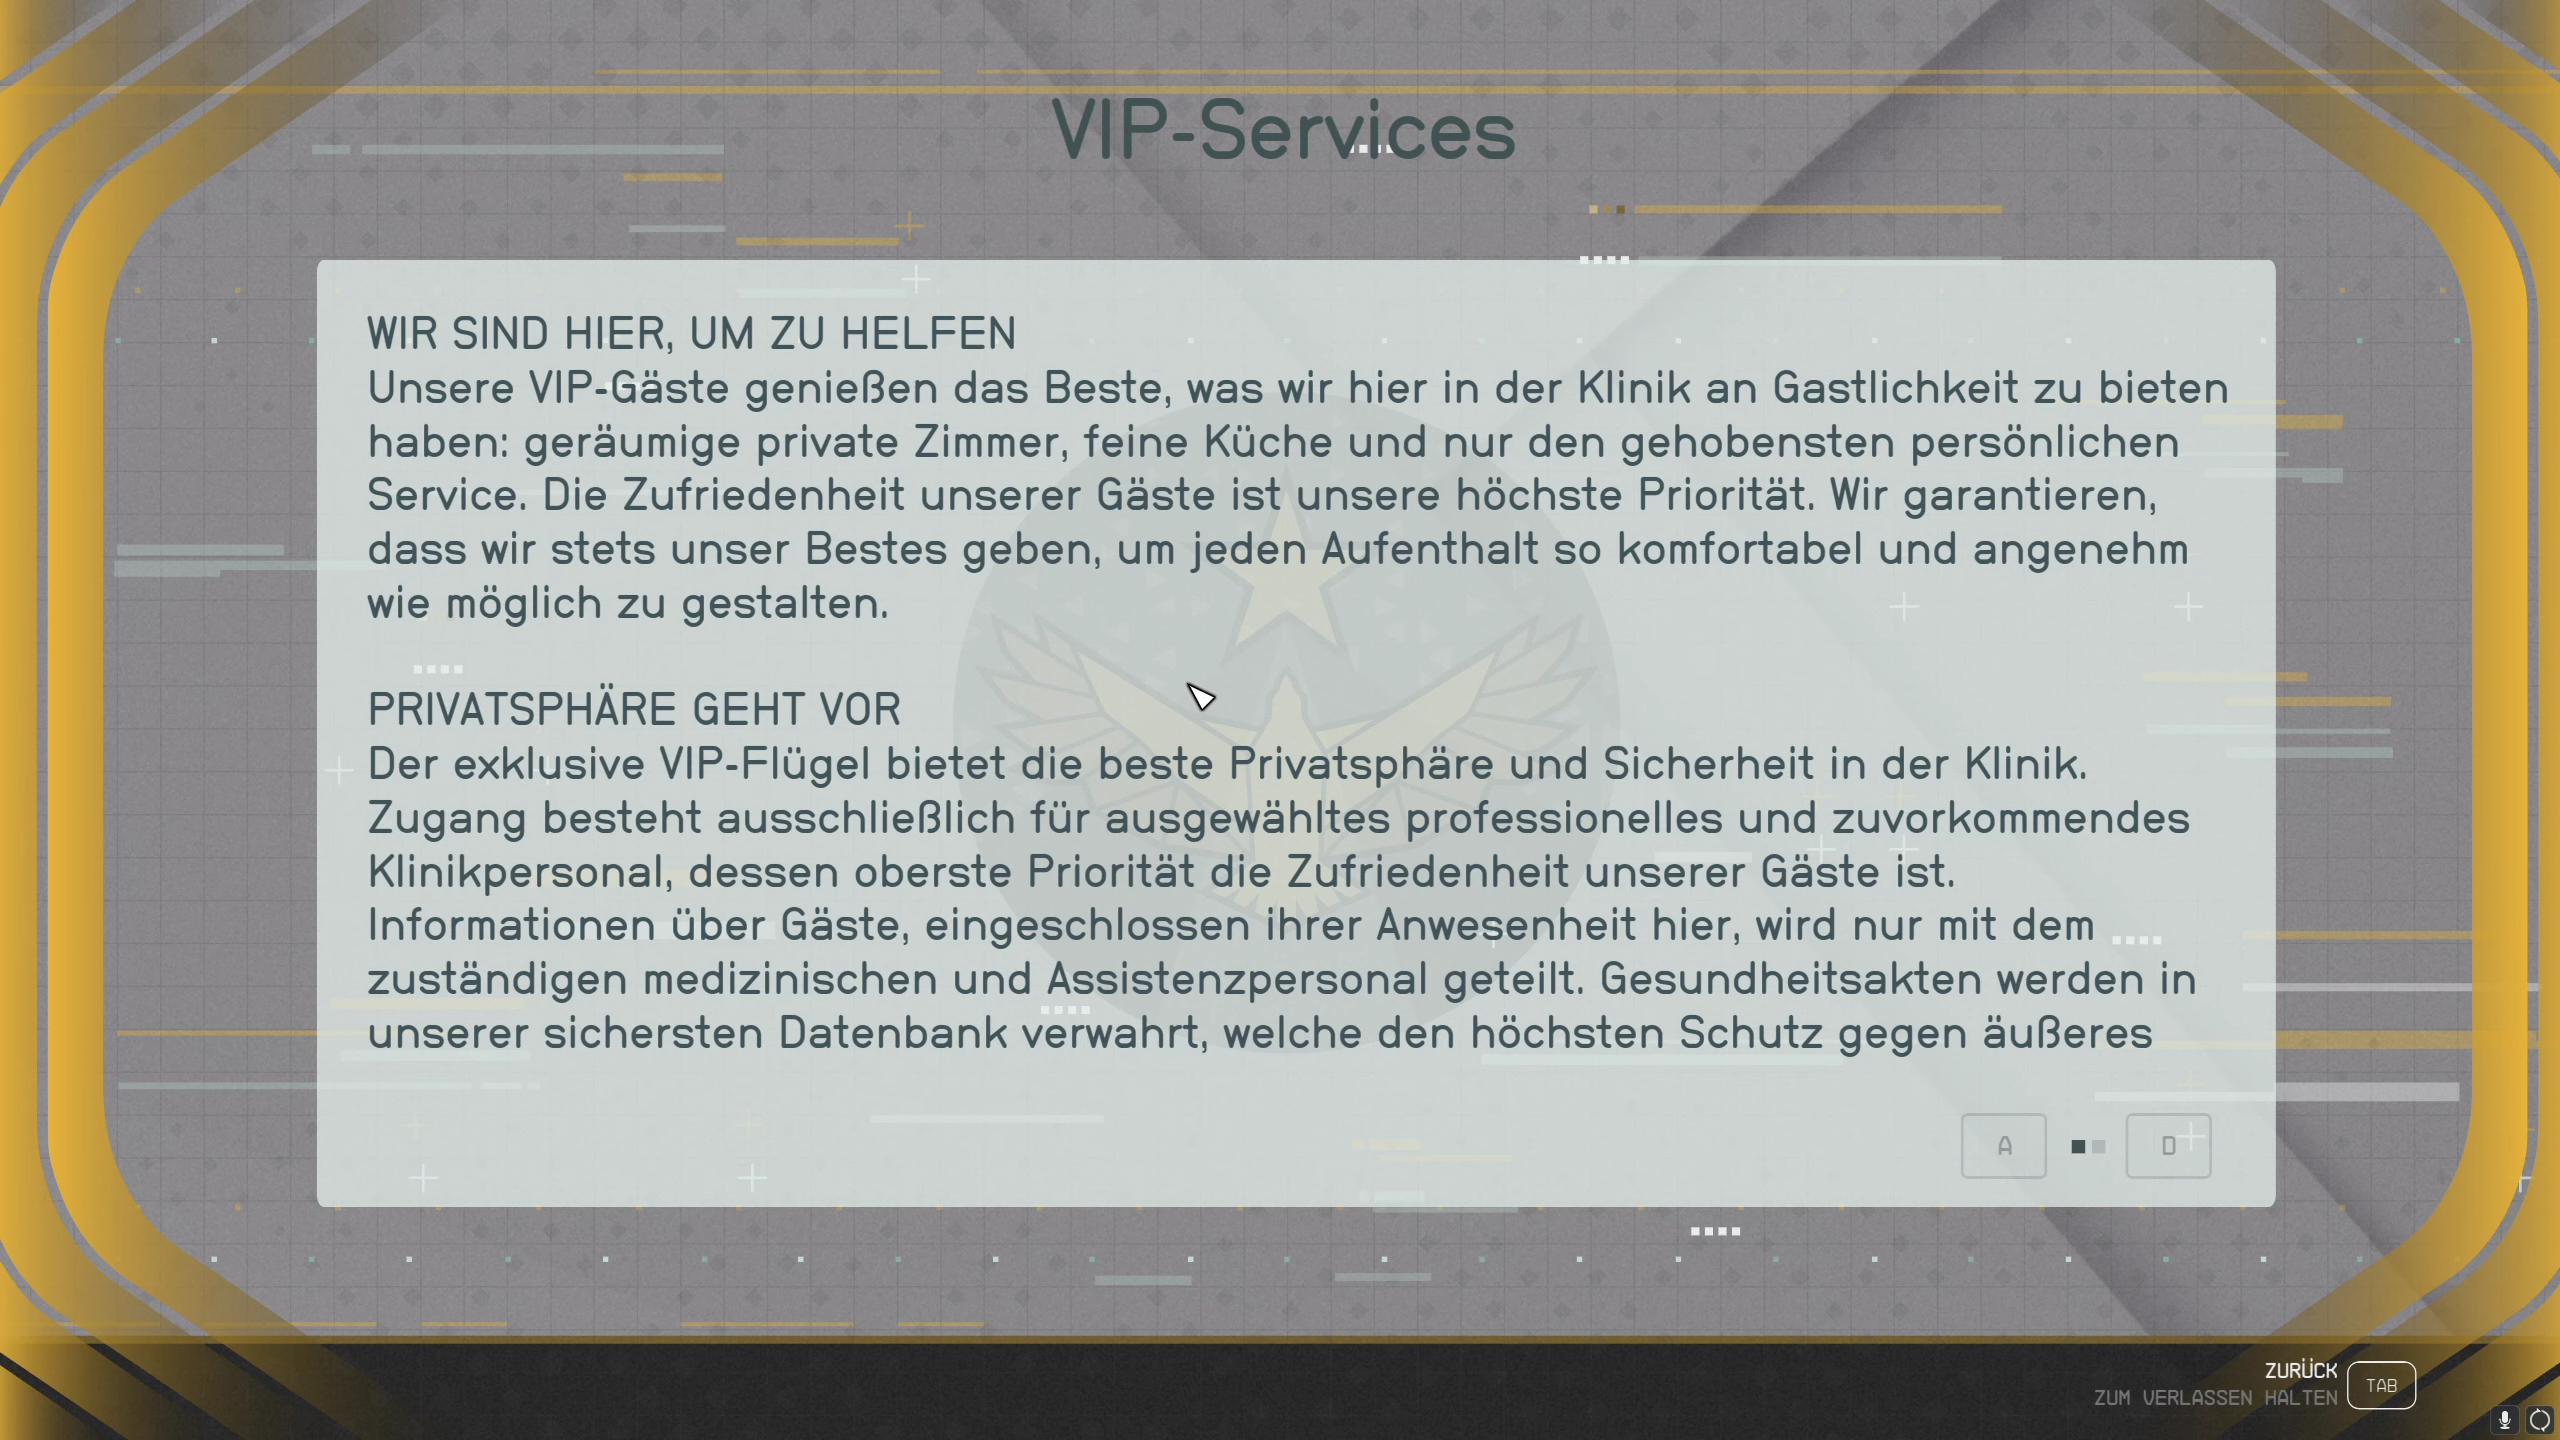 VIP-Services
WIR SIND HIER, UM ZU HELFEN
Unsere VIP-Gäste genießen das Beste, was wir hier in der Klinik an Gastlichkeit zu bieten
haben: geräumige private Zimmer, feine Küche und nur den gehobensten persönlichen
Service. Die Zufriedenheit unserer Gäste ist unsere höchste Priorität. Wir garantieren,
dass wir stets unser Bestes geben, um jeden Aufenthalt so komfortabel und angenehm
wie möglich zu gestalten.
PRIVATSPHÄRE GEHT VOR
Der exklusive VIP-Flügel bietet die beste Privatsphäre und Sicherheit in der Klinik.
Zugang besteht ausschließlich für ausgewähltes professionelles und zuvorkommendes
Klinikpersonal, dessen oberste Priorität die Zufriedenheit unserer Gäste ist.
Informationen über Gäste, eingeschlossen ihrer Anwesenheit hier, wird nur mit dem
zuständigen medizinischen und Assistenzpersonal geteilt. Gesundheitsakten werden in
unserer sichersten Datenbank verwahrt, welche den höchsten Schutz gegen äußeres
A D
ZURÜCK
ZUM VERLASSEN HALTEN TAB